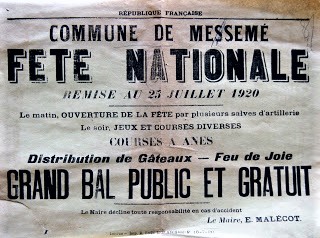 RÉPUBLIQUE FRANÇAISE
COMMUNE DE MESSEMÉ
FETE NATIONALE
REMISE AU 25 JUILLET 1920
Le matin, OUVERTURE DE LA FÊTE par plusieurs salves d'artillerie
Le soir, JEUX ET COURSES DIVERSES
COURSES A ANES
Distribution de Gâteaux — Feu de Joie
GRAND BAL PUBLIC ET GRATUIT
Le Maire décline toute responsabilité en cas d'accident
Le Maire, E. MALÉCOT.